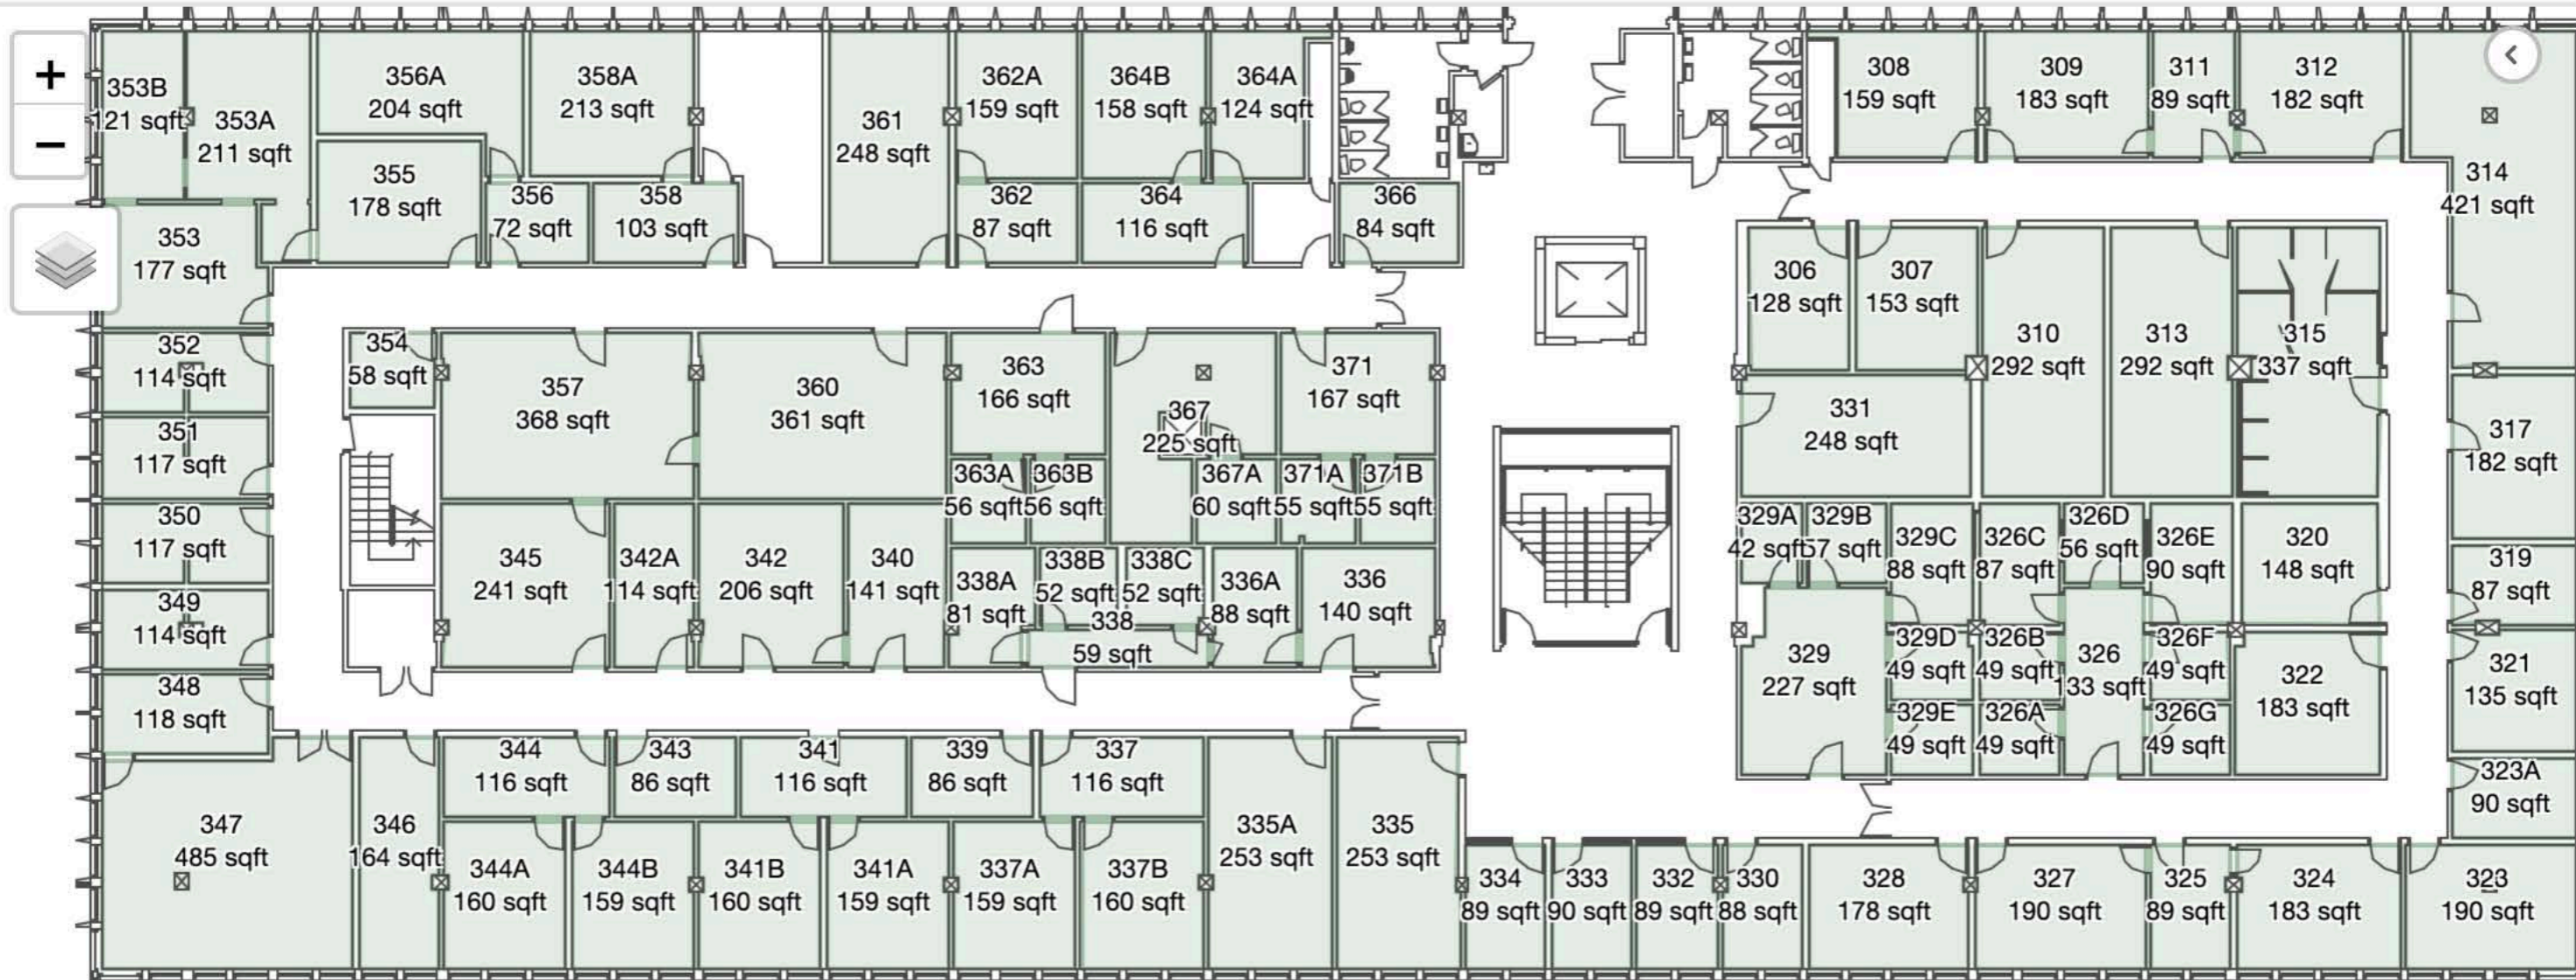 +
−
353B
121 sqft
353A
211 sqft
356A
204 sqft
358A
213 sqft
361
248 sqft
362A
159 sqft
364B
158 sqft
364A
124 sqft
308
159 sqft
309
183 sqft
311
89 sqft
312
182 sqft
314
421 sqft
355
178 sqft
356
72 sqft
358
103 sqft
362
87 sqft
364
116 sqft
366
84 sqft
353
177 sqft
306
128 sqft
307
153 sqft
310
292 sqft
313
292 sqft
315
337 sqft
352
114 sqft
354
58 sqft
357
368 sqft
360
361 sqft
363
166 sqft
367
225 sqft
371
167 sqft
331
248 sqft
317
182 sqft
351
117 sqft
363A
56 sqft
363B
56 sqft
367A
60 sqft
371A
55 sqft
371B
55 sqft
350
117 sqft
345
241 sqft
342A
114 sqft
342
206 sqft
340
141 sqft
338A
81 sqft
338B
52 sqft
338C
52 sqft
336A
88 sqft
336
140 sqft
338
59 sqft
329A
42 sqft
329B
57 sqft
329C
88 sqft
326C
87 sqft
326D
56 sqft
326E
90 sqft
320
148 sqft
319
87 sqft
349
114 sqft
329
227 sqft
329D
49 sqft
326B
49 sqft
326
133 sqft
326F
49 sqft
322
183 sqft
321
135 sqft
348
118 sqft
329E
49 sqft
326A
49 sqft
326G
49 sqft
344
116 sqft
343
86 sqft
341
116 sqft
339
86 sqft
337
116 sqft
323A
90 sqft
347
485 sqft
346
164 sqft
344A
160 sqft
344B
159 sqft
341B
160 sqft
341A
159 sqft
337A
159 sqft
337B
160 sqft
335A
253 sqft
335
253 sqft
334
89 sqft
333
90 sqft
332
89 sqft
330
88 sqft
328
178 sqft
327
190 sqft
325
89 sqft
324
183 sqft
323
190 sqft